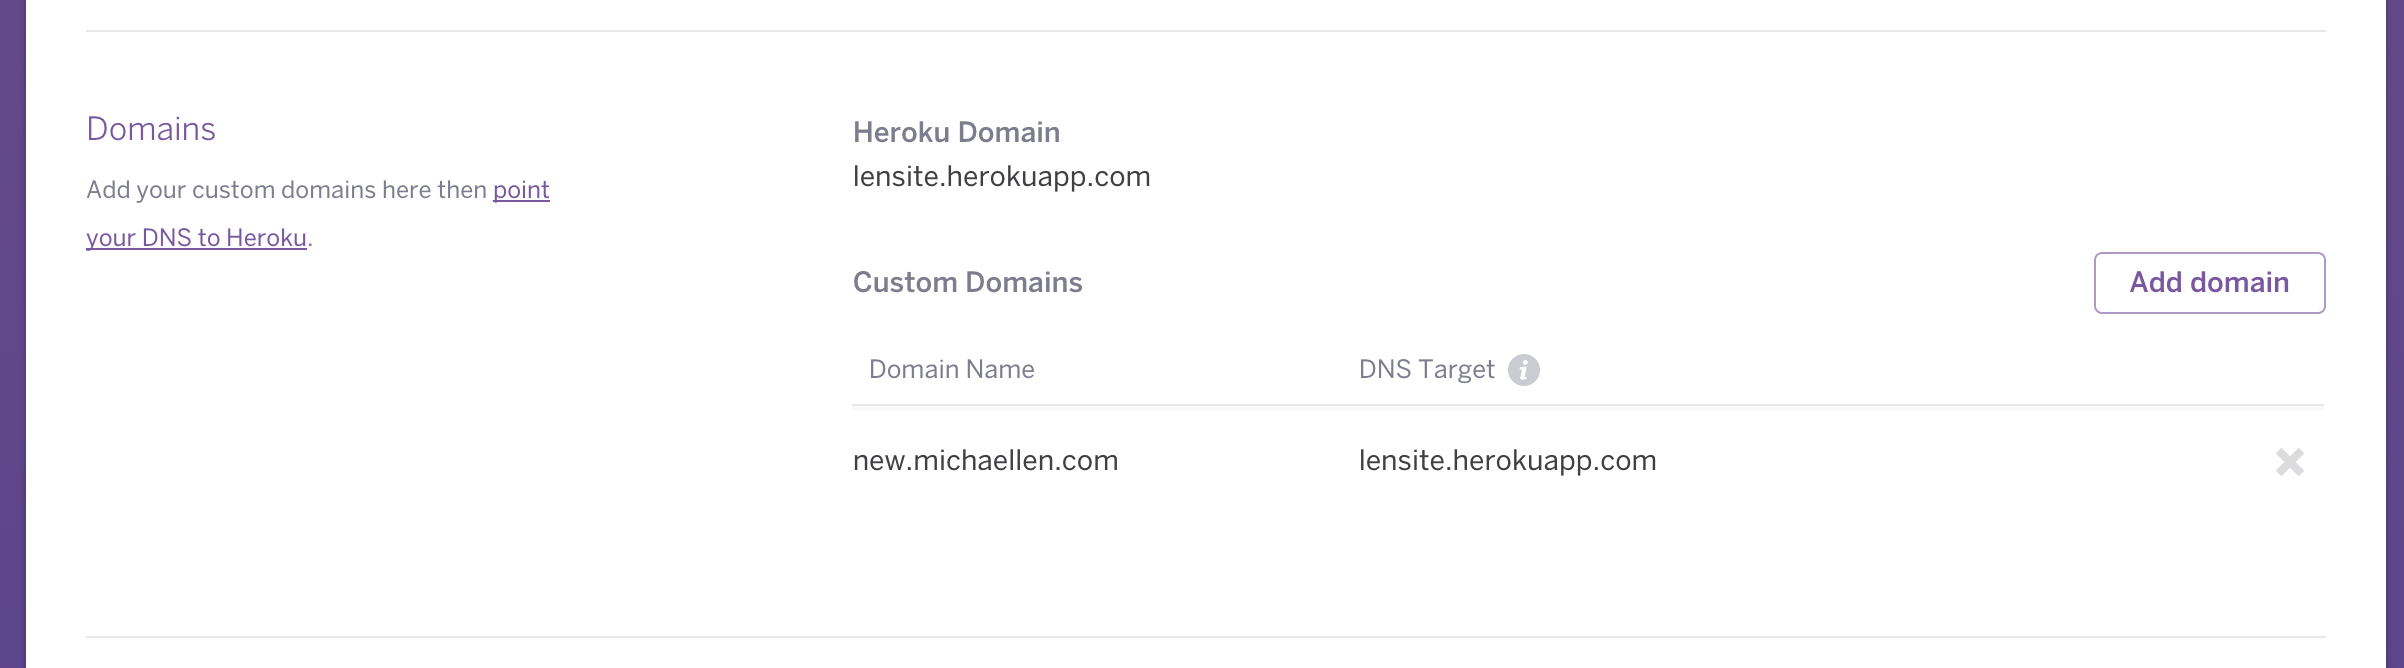 Domains
Add your custom domains here then point
your DNS to Heroku.
Heroku Domain
lensite.herokuapp.com
Custom Domains
Add domain
Domain Name
DNS Target
new.michaellen.com
lensite.herokuapp.com